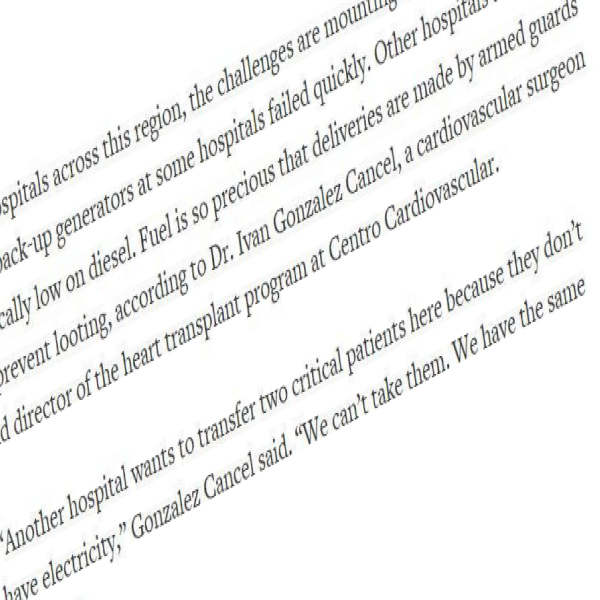 spitals across this region, the challenges are mounting
back-up generators at some hospitals failed quickly. Other hospitals
cally low on diesel. Fuel is so precious that deliveries are made by armed guards
prevent looting, according to Dr. Ivan Gonzalez Cancel, a cardiovascular surgeon
d director of the heart transplant program at Centro Cardiovascular.
“Another hospital wants to transfer two critical patients here because they don’t
have electricity,” Gonzalez Cancel said. “We can’t take them. We have the same